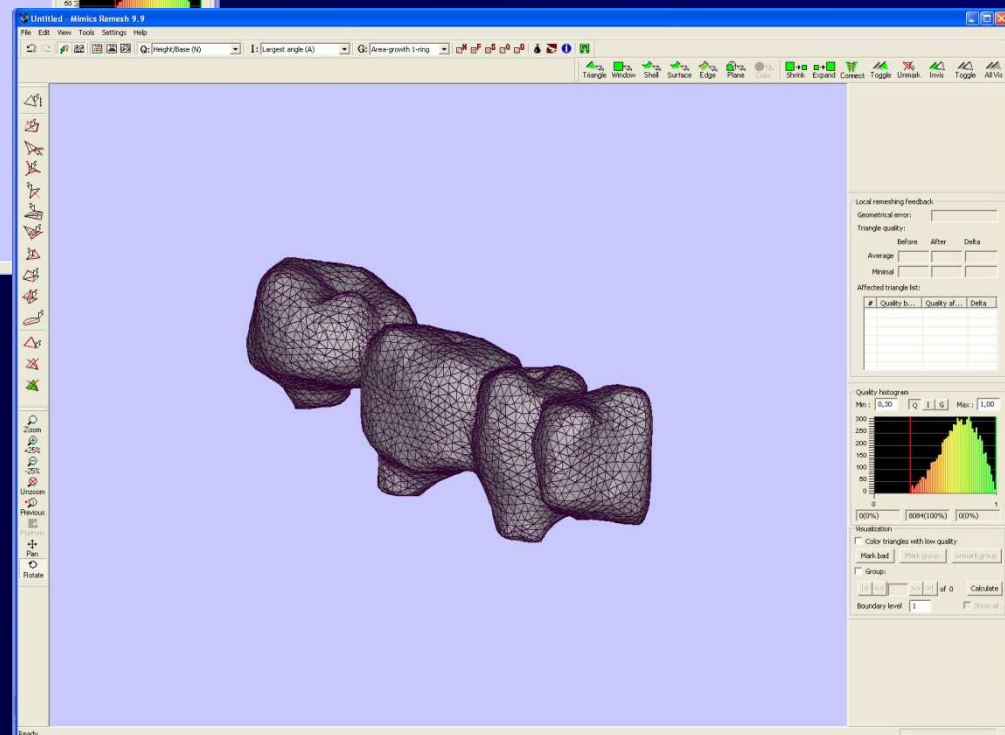 60
Untitled - Mimics Remesh 9.9
File Edit View Tools Settings Help
Q: Height/Base (N) I: Largest angle (A) G: Area-growth 1-ring
Triangle Window Shell Surface Edge Plane Color Shrink Expand Connect Toggle Unmark Invis Toggle All Vis
Local remeshing feedback
Geometrical error:
Triangle quality:
Before After Delta
Average
Minimal
Affected triangle list:
# Quality b... Quality af... Delta
Quality histogram
Min : 0,30 Q I G Max : 1,00
300
250
200
150
100
50
0
0 1
0(0%) 8084(100%) 0(0%)
Visualization
Color triangles with low quality
Mark bad Mark group Unmark group
Group:
|< << >> >| of 0 Calculate
Boundary level 1 Show all
Zoom
+25%
-25%
Unzoom
Previous
Pan
Rotate
Ready